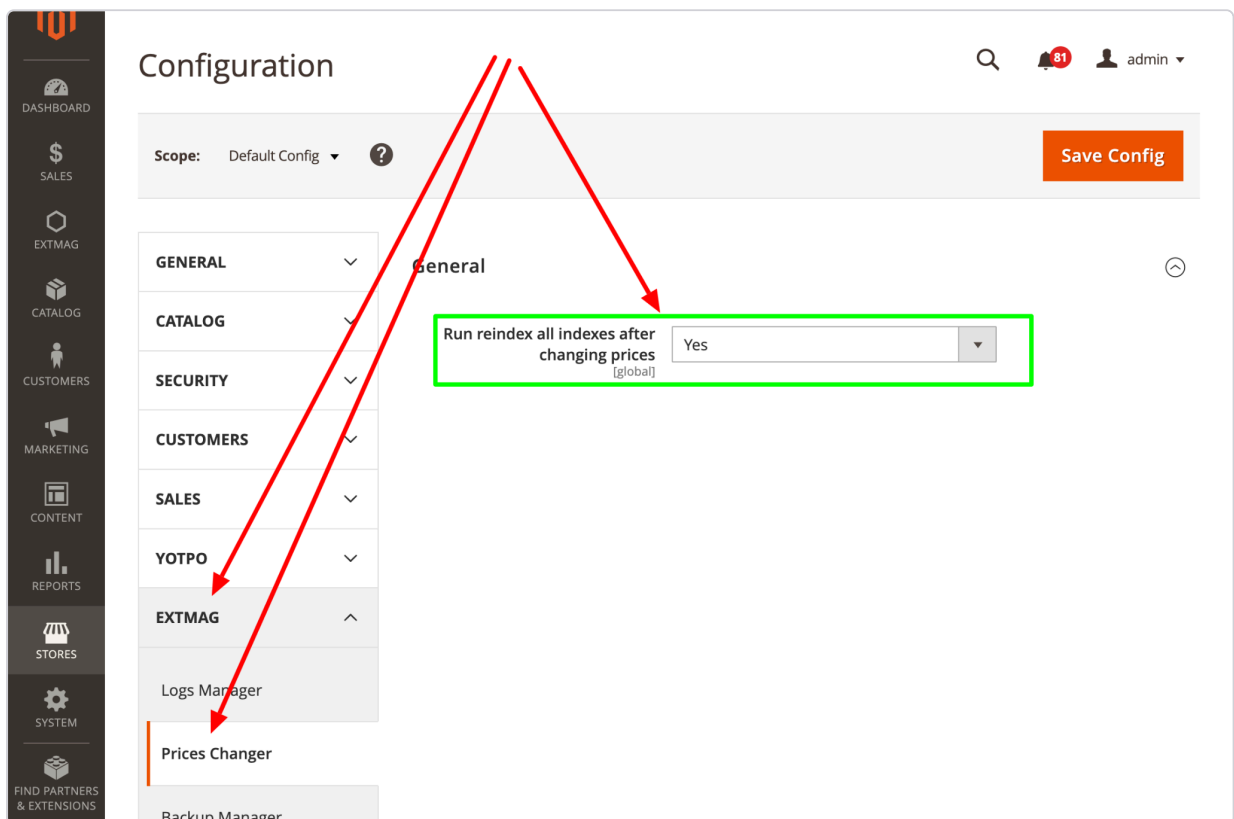 Configuration
81
admin
DASHBOARD
SALES
EXTMAG
CATALOG
CUSTOMERS
MARKETING
CONTENT
REPORTS
STORES
SYSTEM
FIND PARTNERS
& EXTENSIONS
Scope: Default Config ?
Save Config
GENERAL
CATALOG
SECURITY
CUSTOMERS
SALES
YOTPO
EXTMAG
Logs Manager
Prices Changer
Backup Manager
General
Run reindex all indexes after
changing prices
[global]
Yes